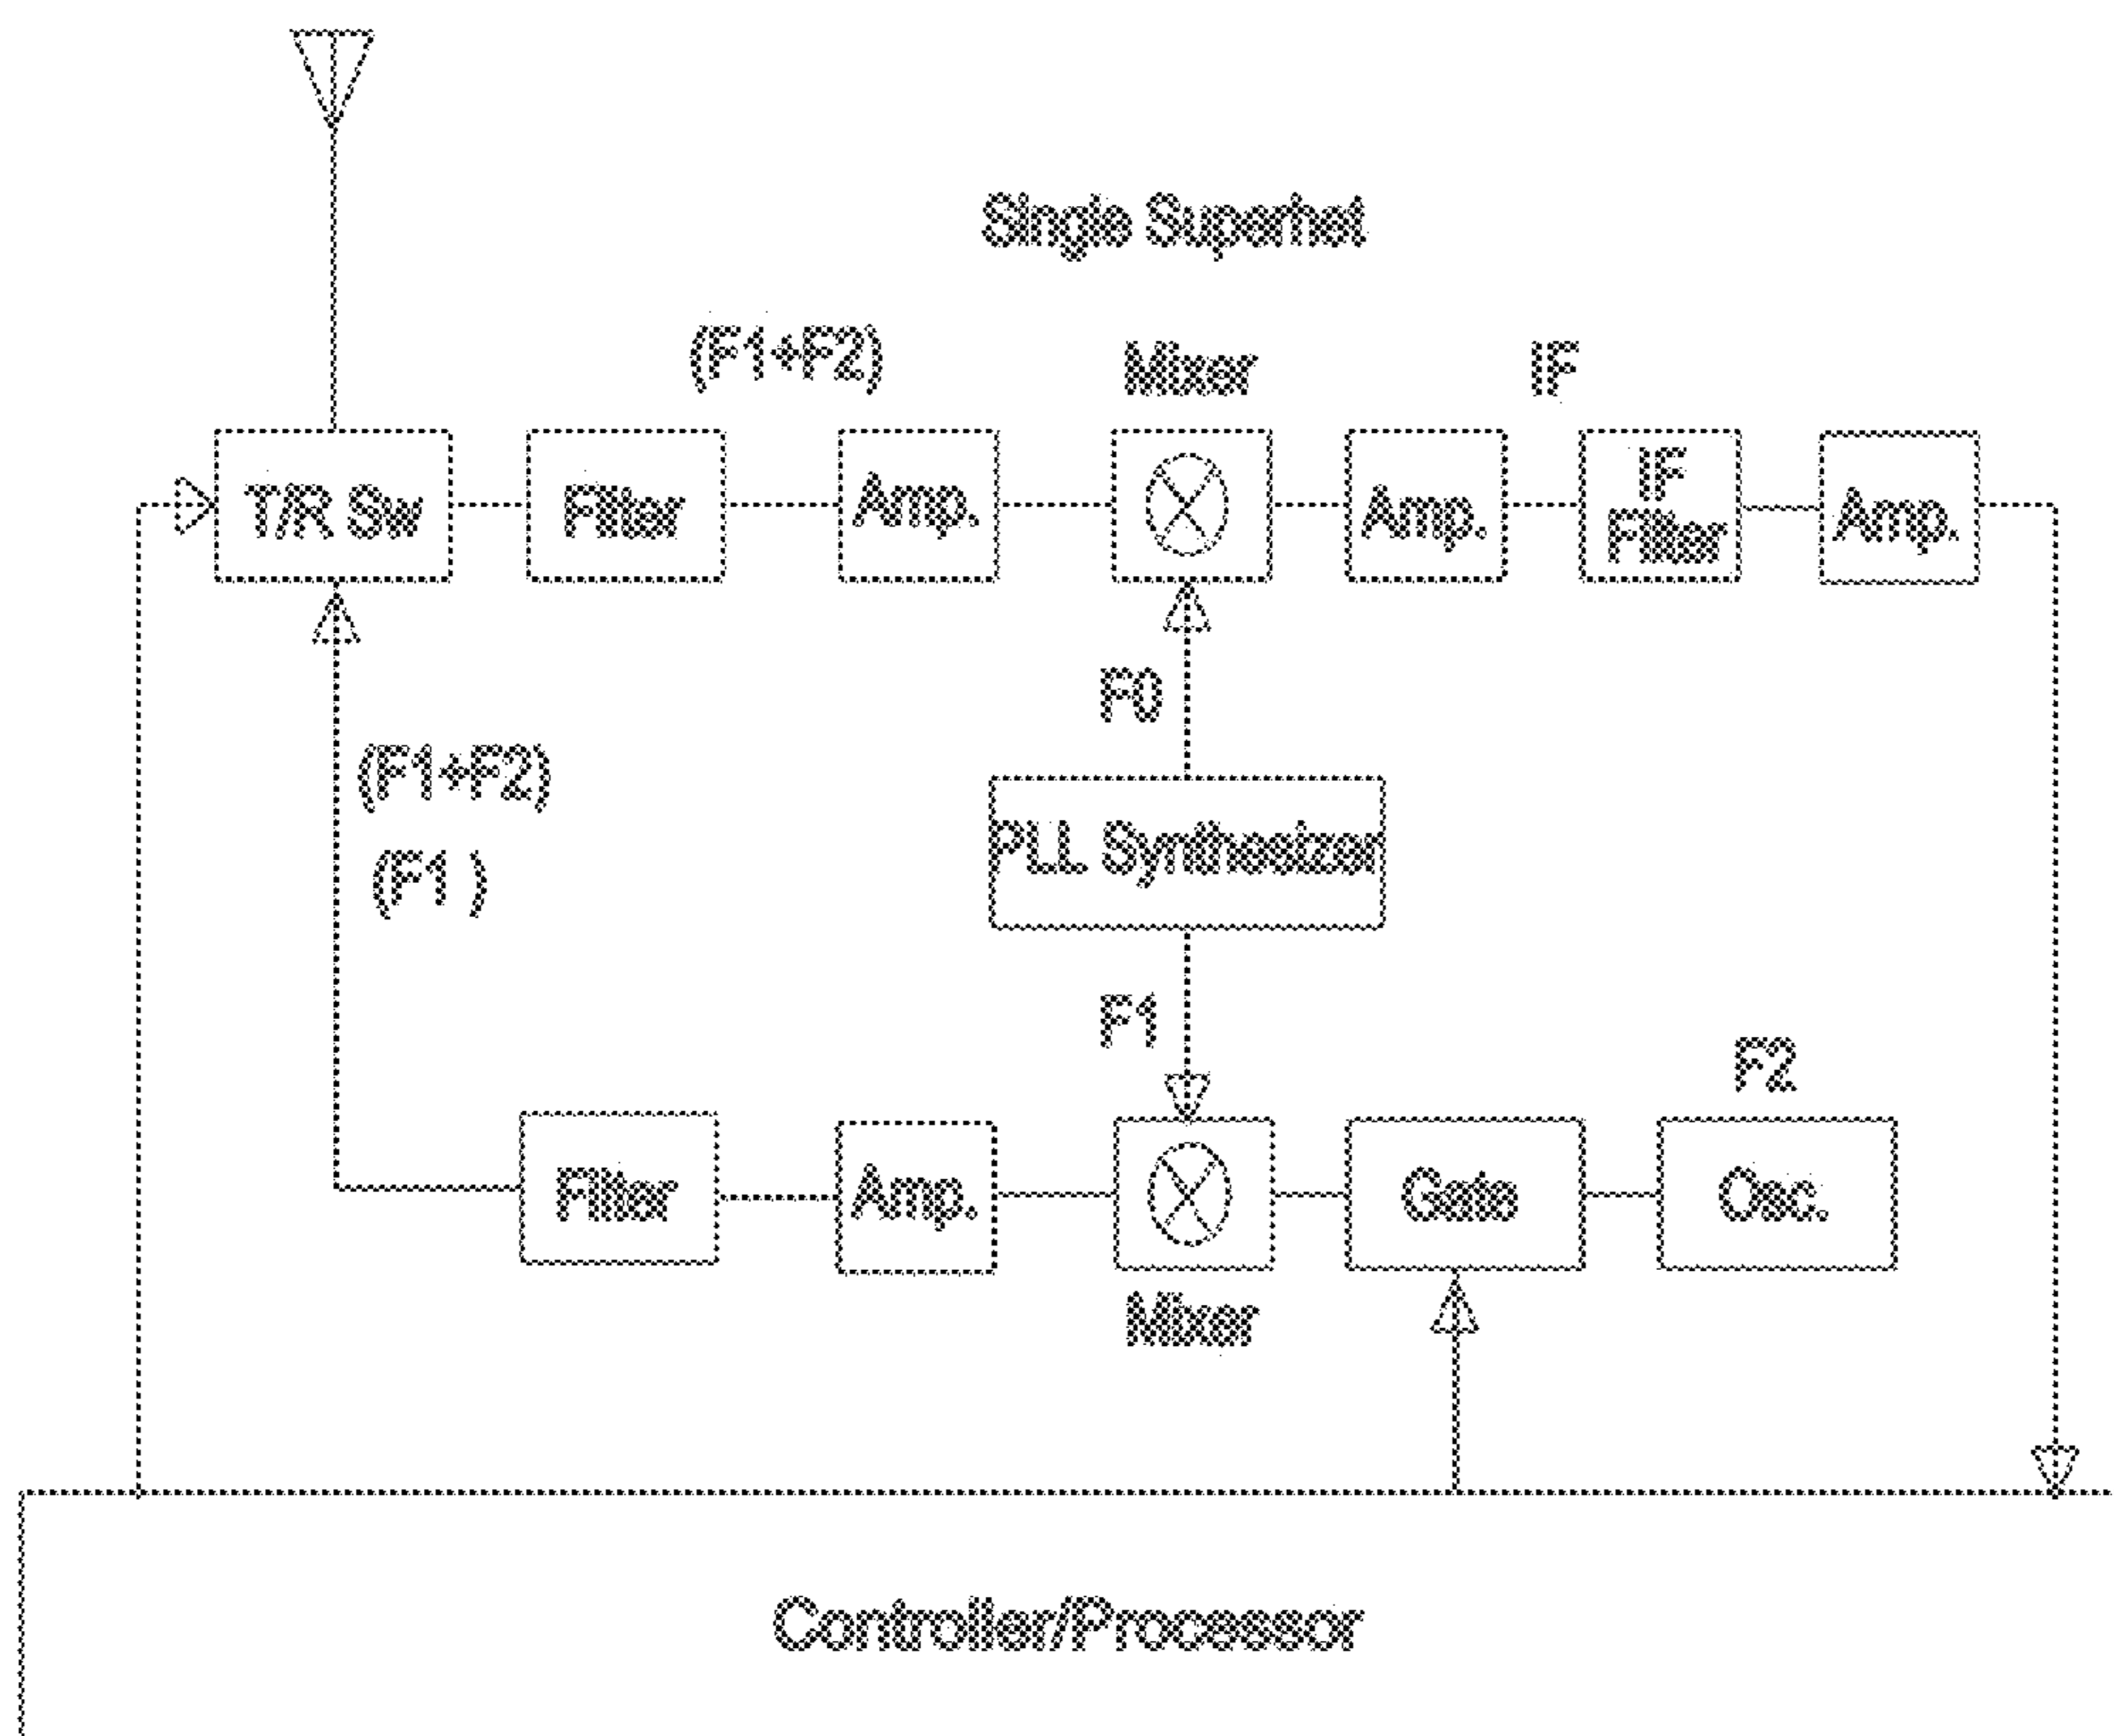 Single Superhet
(F1+F2)
Mixer
IF
T/R Sw
Filter
Amp.
Amp.
IF
Filter
Amp.
F0
(F1+F2)
(F1 )
PLL Synthesizer
F1
F2
Filter
Amp.
Gate
Osc.
Mixer
Controller/Processor